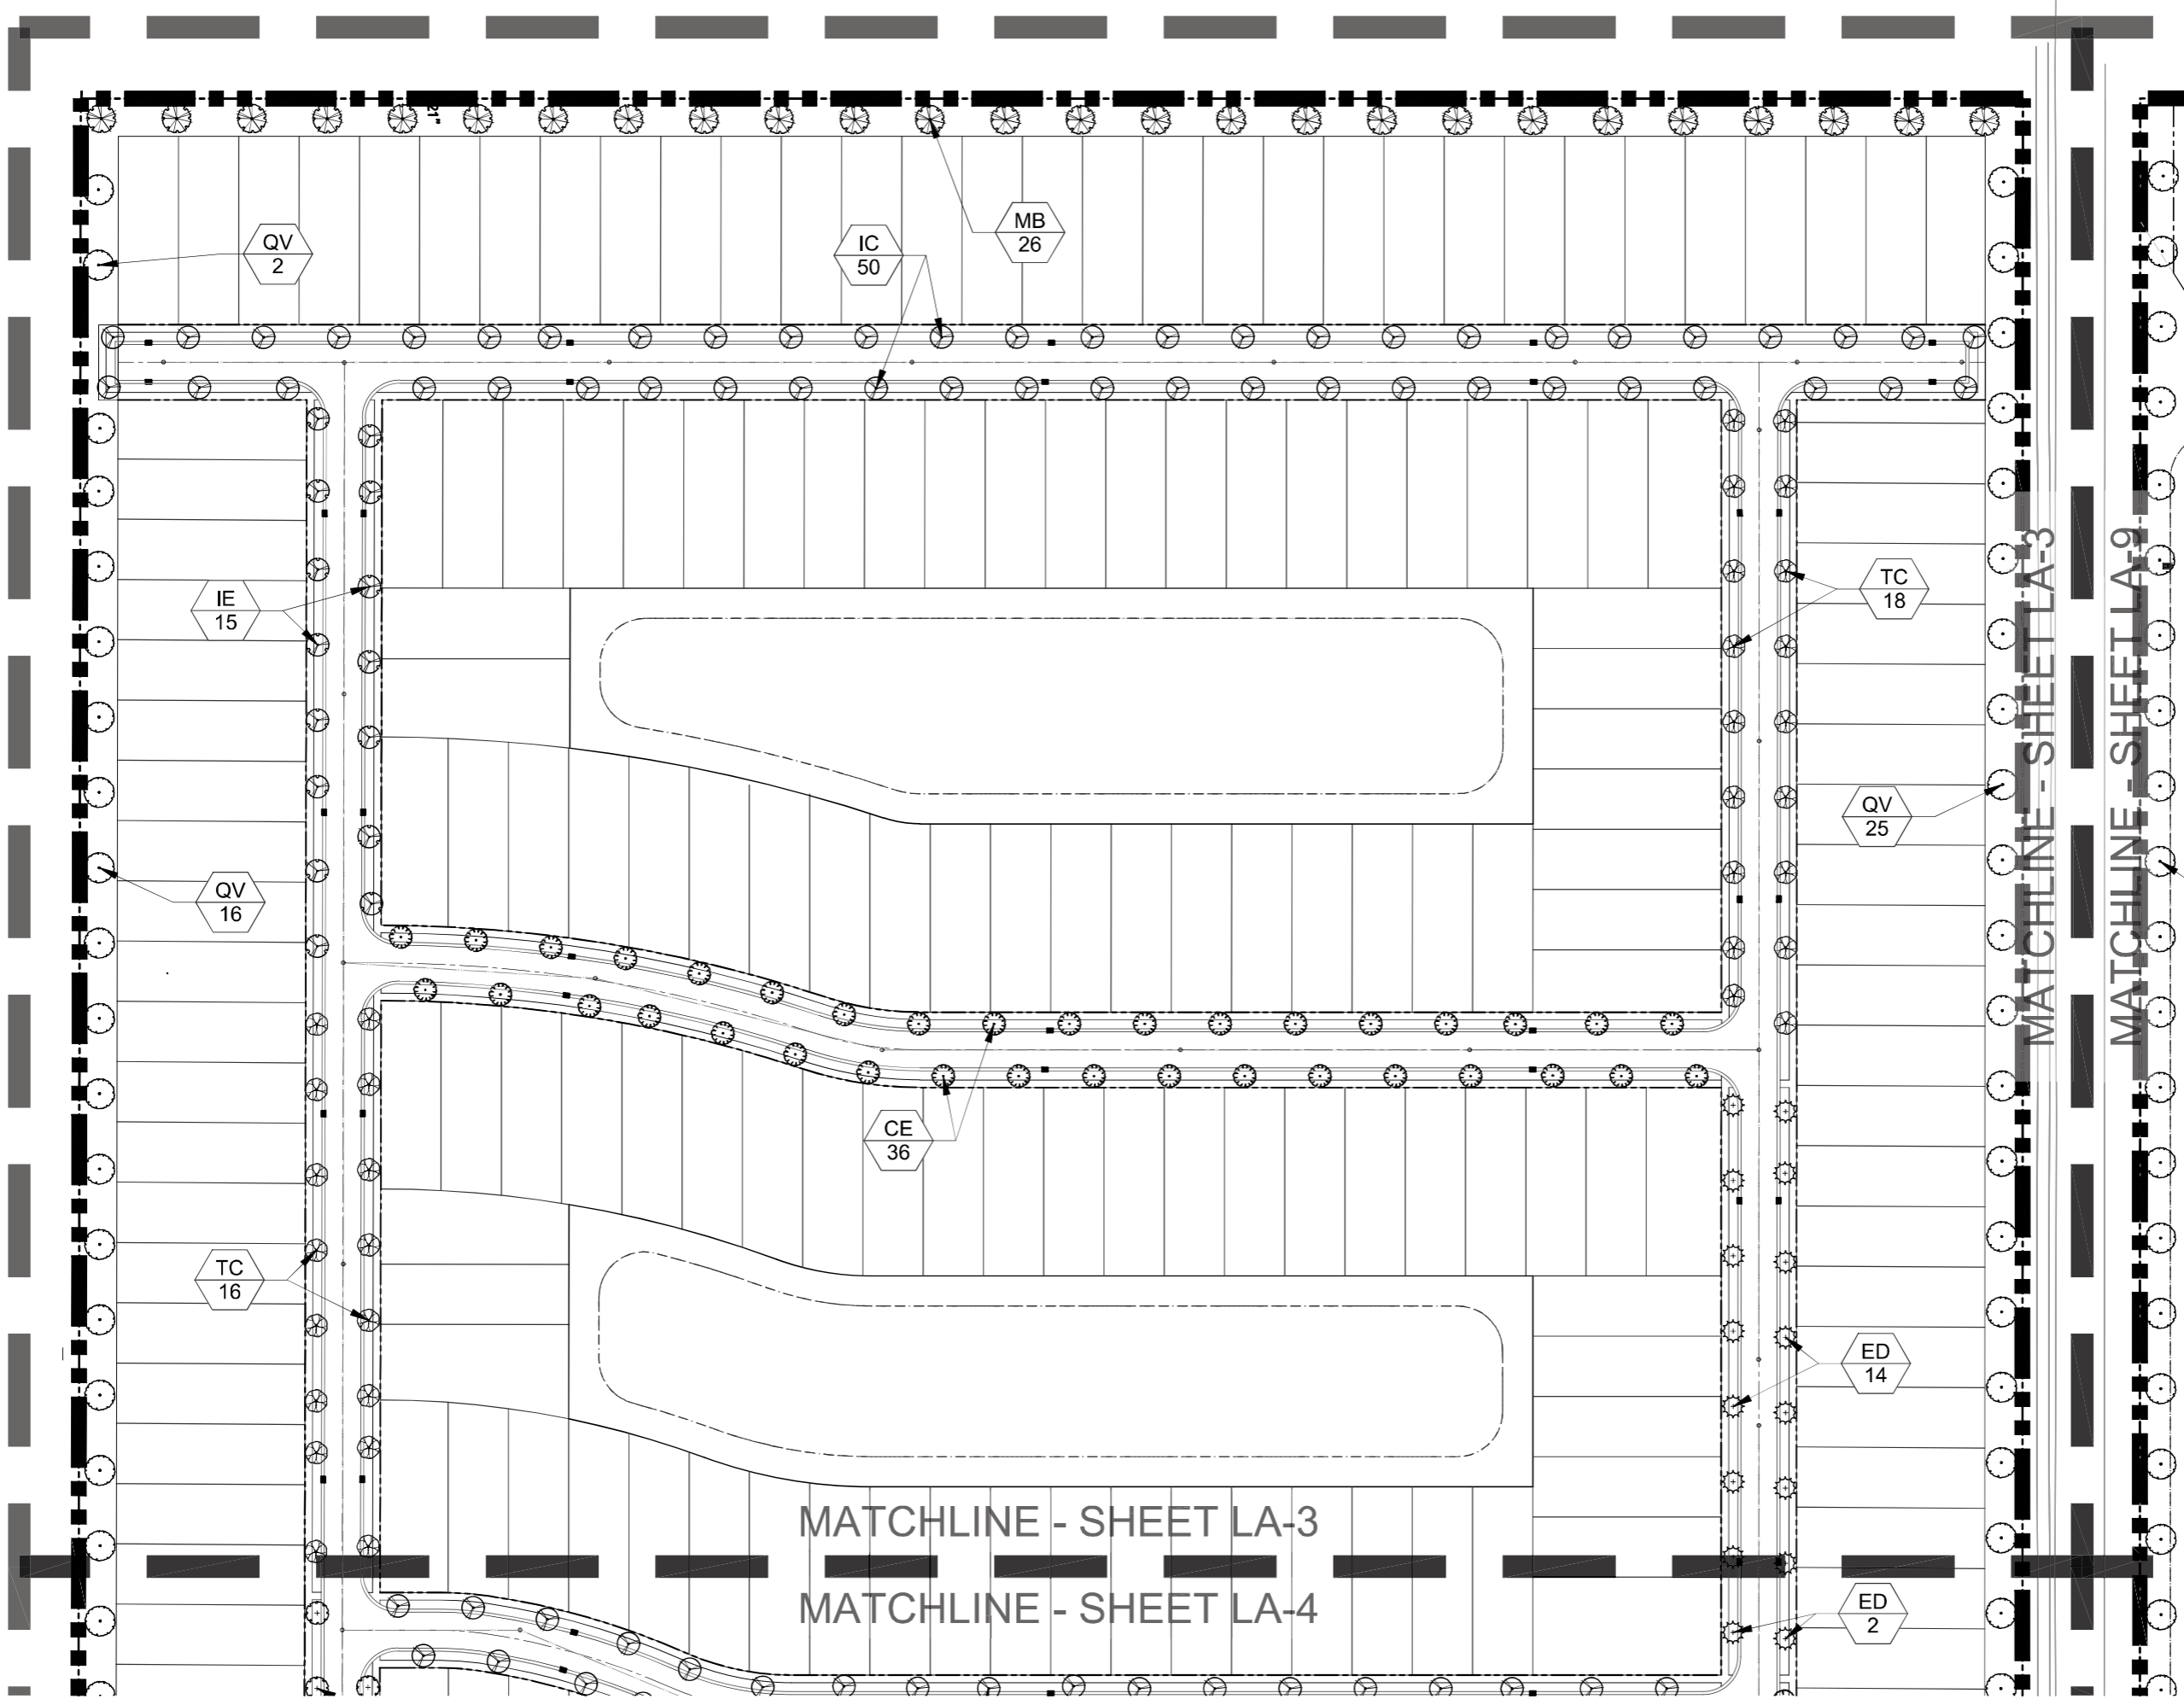 21"
MB
26
QV
2
IC
50
IE
15
TC
18
QV
25
QV
16
CE
36
TC
16
ED
14
MATCHLINE - SHEET LA-3
MATCHLINE - SHEET LA-9
MATCHLINE - SHEET LA-3
MATCHLINE - SHEET LA-4
ED
2